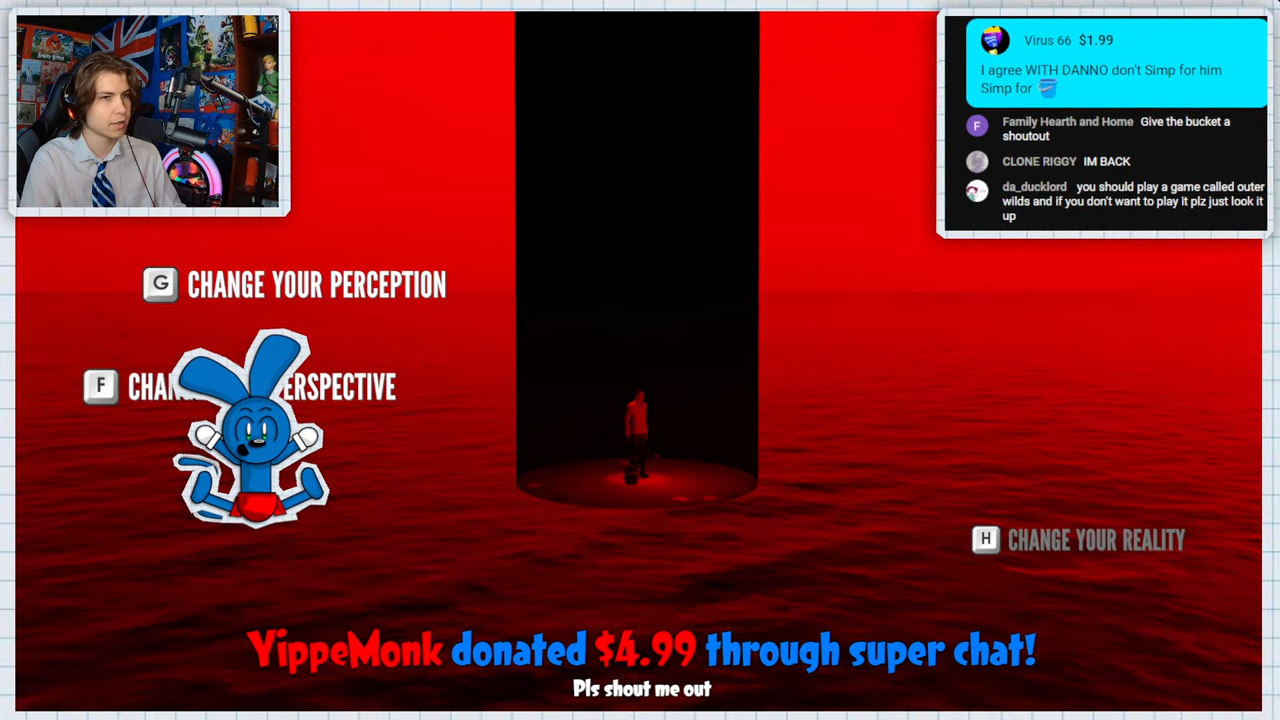 Virus 66 $1.99
I agree WITH DANNO don't Simp for him
Simp for
Family Hearth and Home Give the bucket a
shoutout
CLONE RIGGY IM BACK
da_ducklord you should play a game called outer
wilds and if you don't want to play it plz just look it
up
F
G CHANGE YOUR PERCEPTION
F
H CHANGE YOUR REALITY
YippeMonk donated $4.99 through super chat!
Pls shout me out